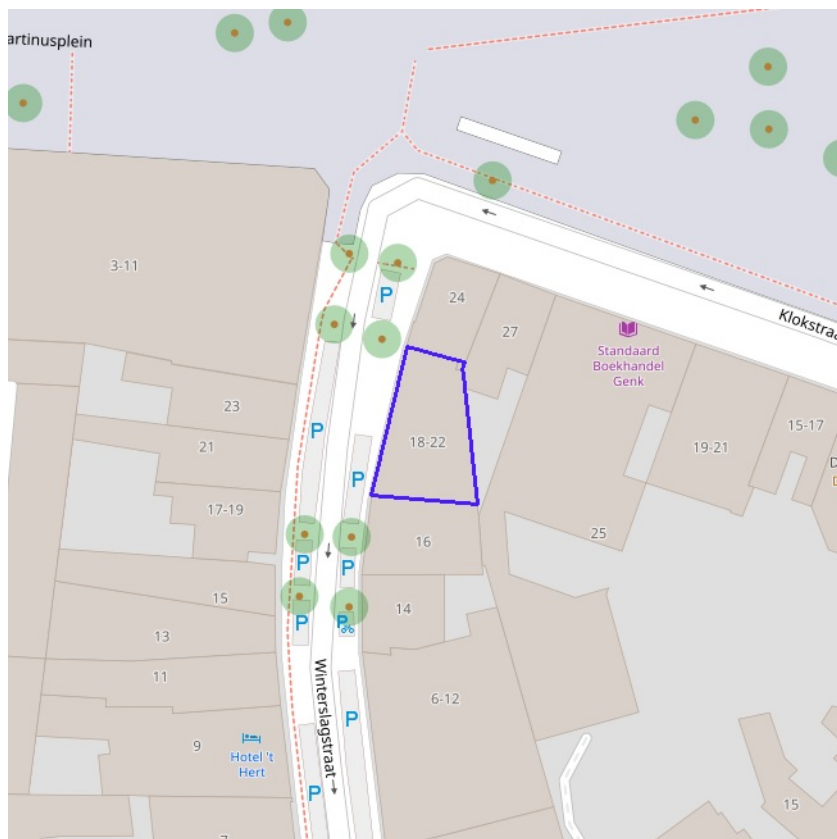 artinusplein
3-11
P
24
27
Standaard
Boekhandel
Genk
Klokstraa
23
21
P
18-22
P
19-21
15-17
D
D
17-19
16
25
P
P
15
P
P
14
13
11
6-12
P
9
Hotel 't
Hert
Winterslagstraat
P
15
7